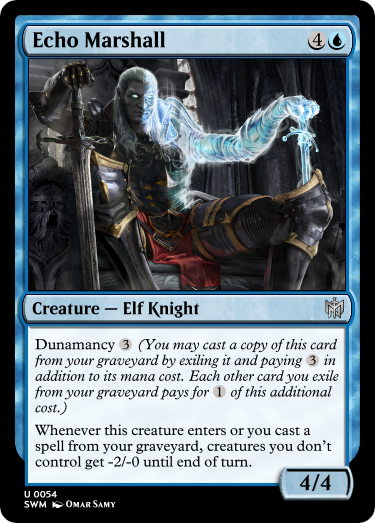 Echo Marshall 4
Creature — Elf Knight
Dunamancy 3 (You may cast a copy of this card
from your graveyard by exiling it and paying 3 in
addition to its mana cost. Each other card you exile
from your graveyard pays for 1 of this additional
cost.)
Whenever this creature enters or you cast a
spell from your graveyard, creatures you don't
control get -2/-0 until end of turn.
4/4
U 0054
SWM Omar Samy